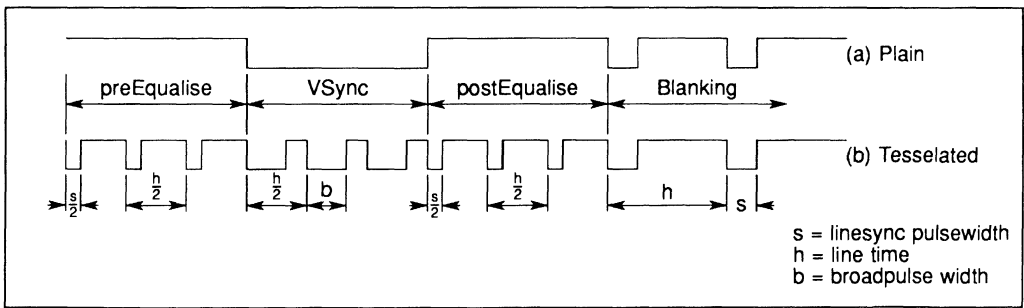 (a) Plain
preEqualise VSync postEqualise Blanking
(b) Tesselated
s/2 h/2 h/2 b s/2 h/2 h s
s = linesync pulsewidth
h = line time
b = broadpulse width